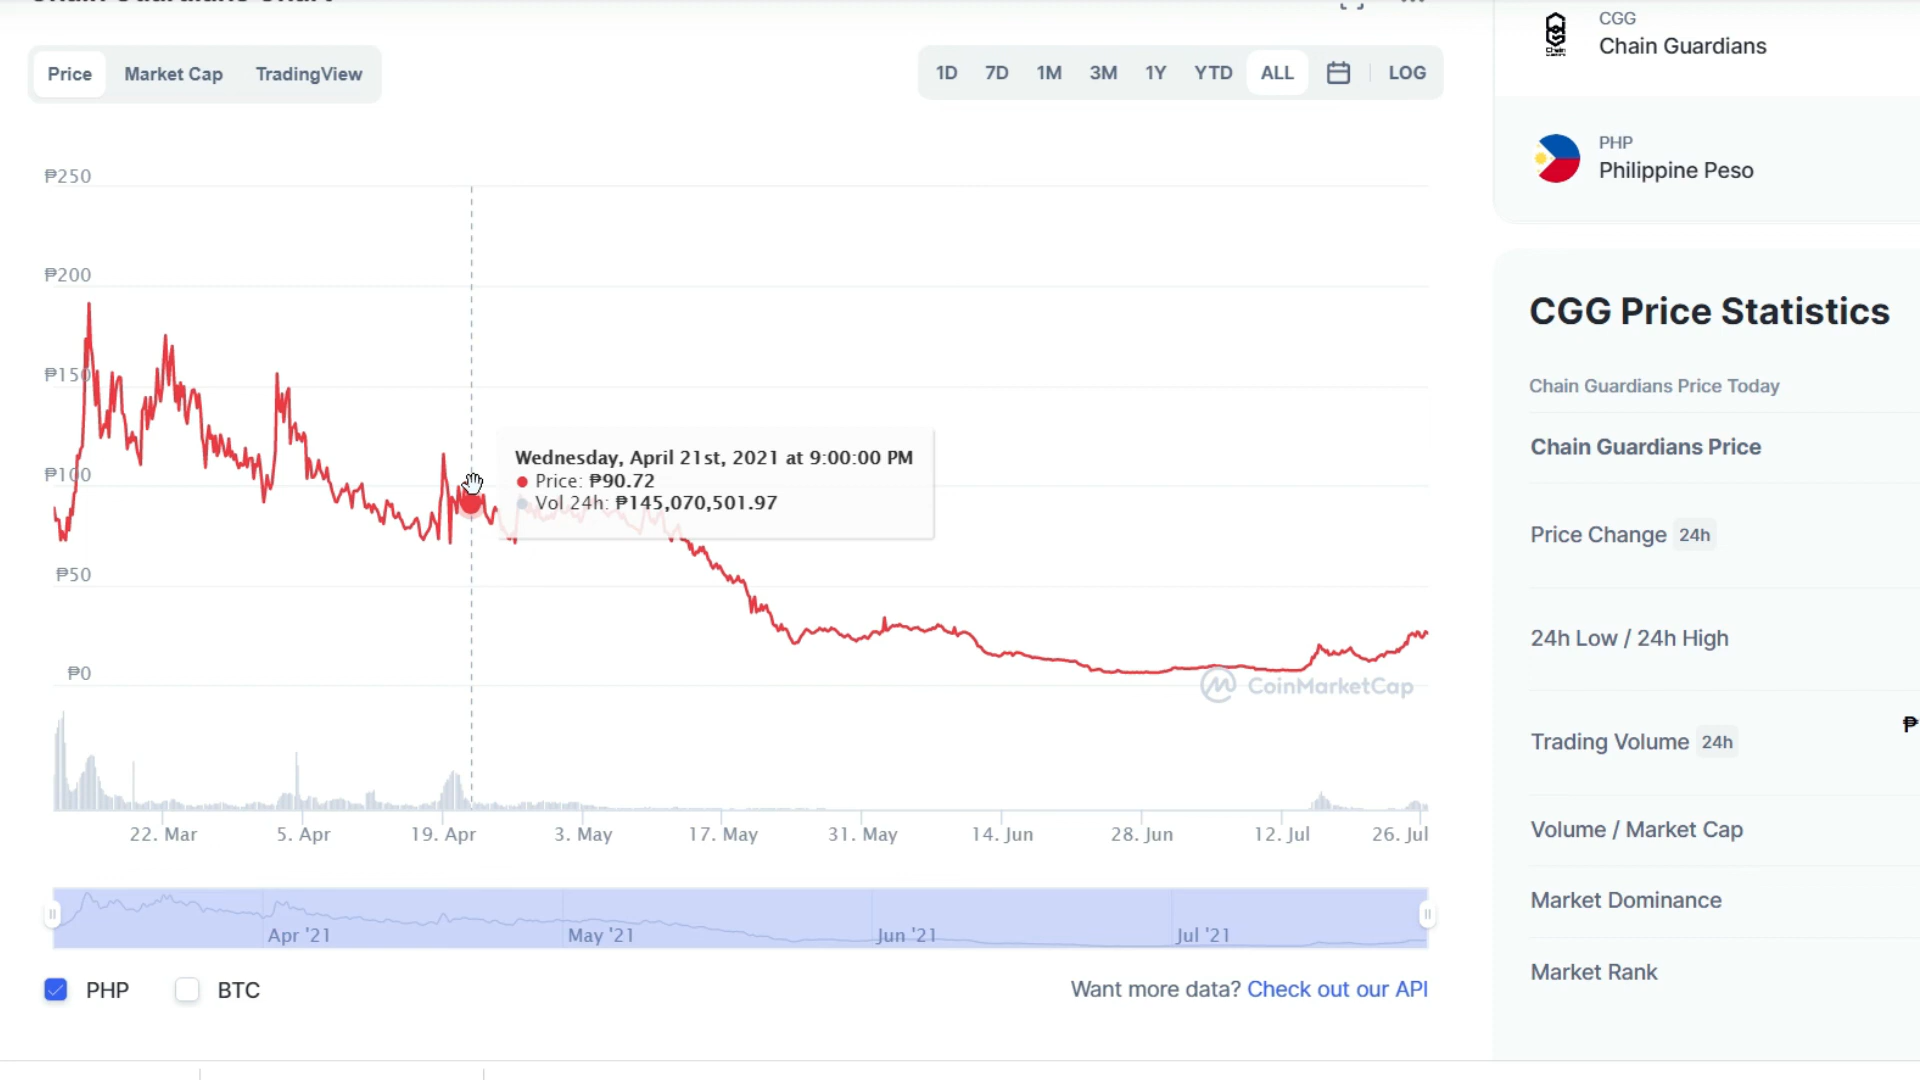 Chain Guardians Chart
CGG
Chain Guardians
Price Market Cap TradingView
1D 7D 1M 3M 1Y YTD ALL LOG
PHP
Philippine Peso
₱250
₱200
₱150
₱100
₱50
₱0
Wednesday, April 21st, 2021 at 9:00:00 PM
Price: ₱90.72
Vol 24h: ₱145,070,501.97
CoinMarketCap
22. Mar 5. Apr 19. Apr 3. May 17. May 31. May 14. Jun 28. Jun 12. Jul 26. Jul
Apr '21 May '21 Jun '21 Jul '21
PHP BTC
Want more data? Check out our API
CGG Price Statistics
Chain Guardians Price Today
Chain Guardians Price
Price Change 24h
24h Low / 24h High
Trading Volume 24h
₱
Volume / Market Cap
Market Dominance
Market Rank